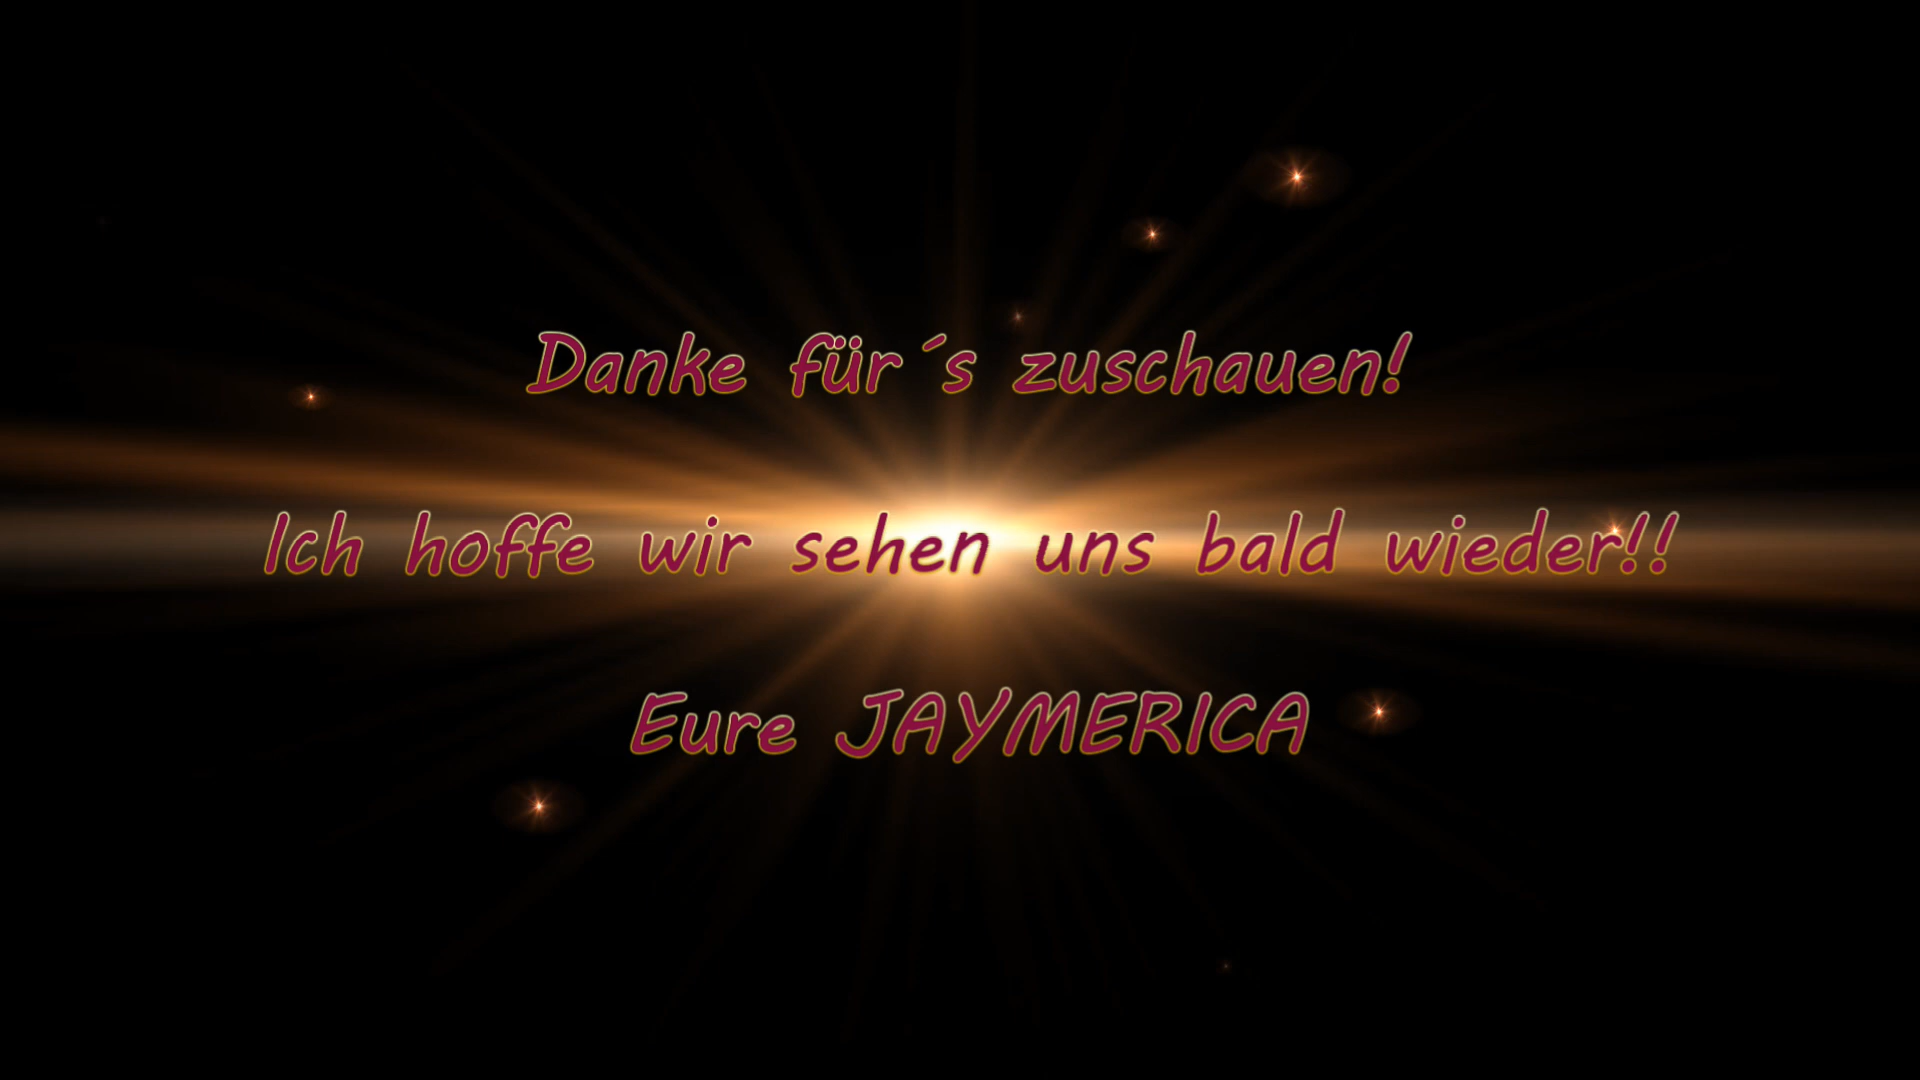 Danke für´s zuschauen!
Ich hoffe wir sehen uns bald wieder!!
Eure JAYMERICA